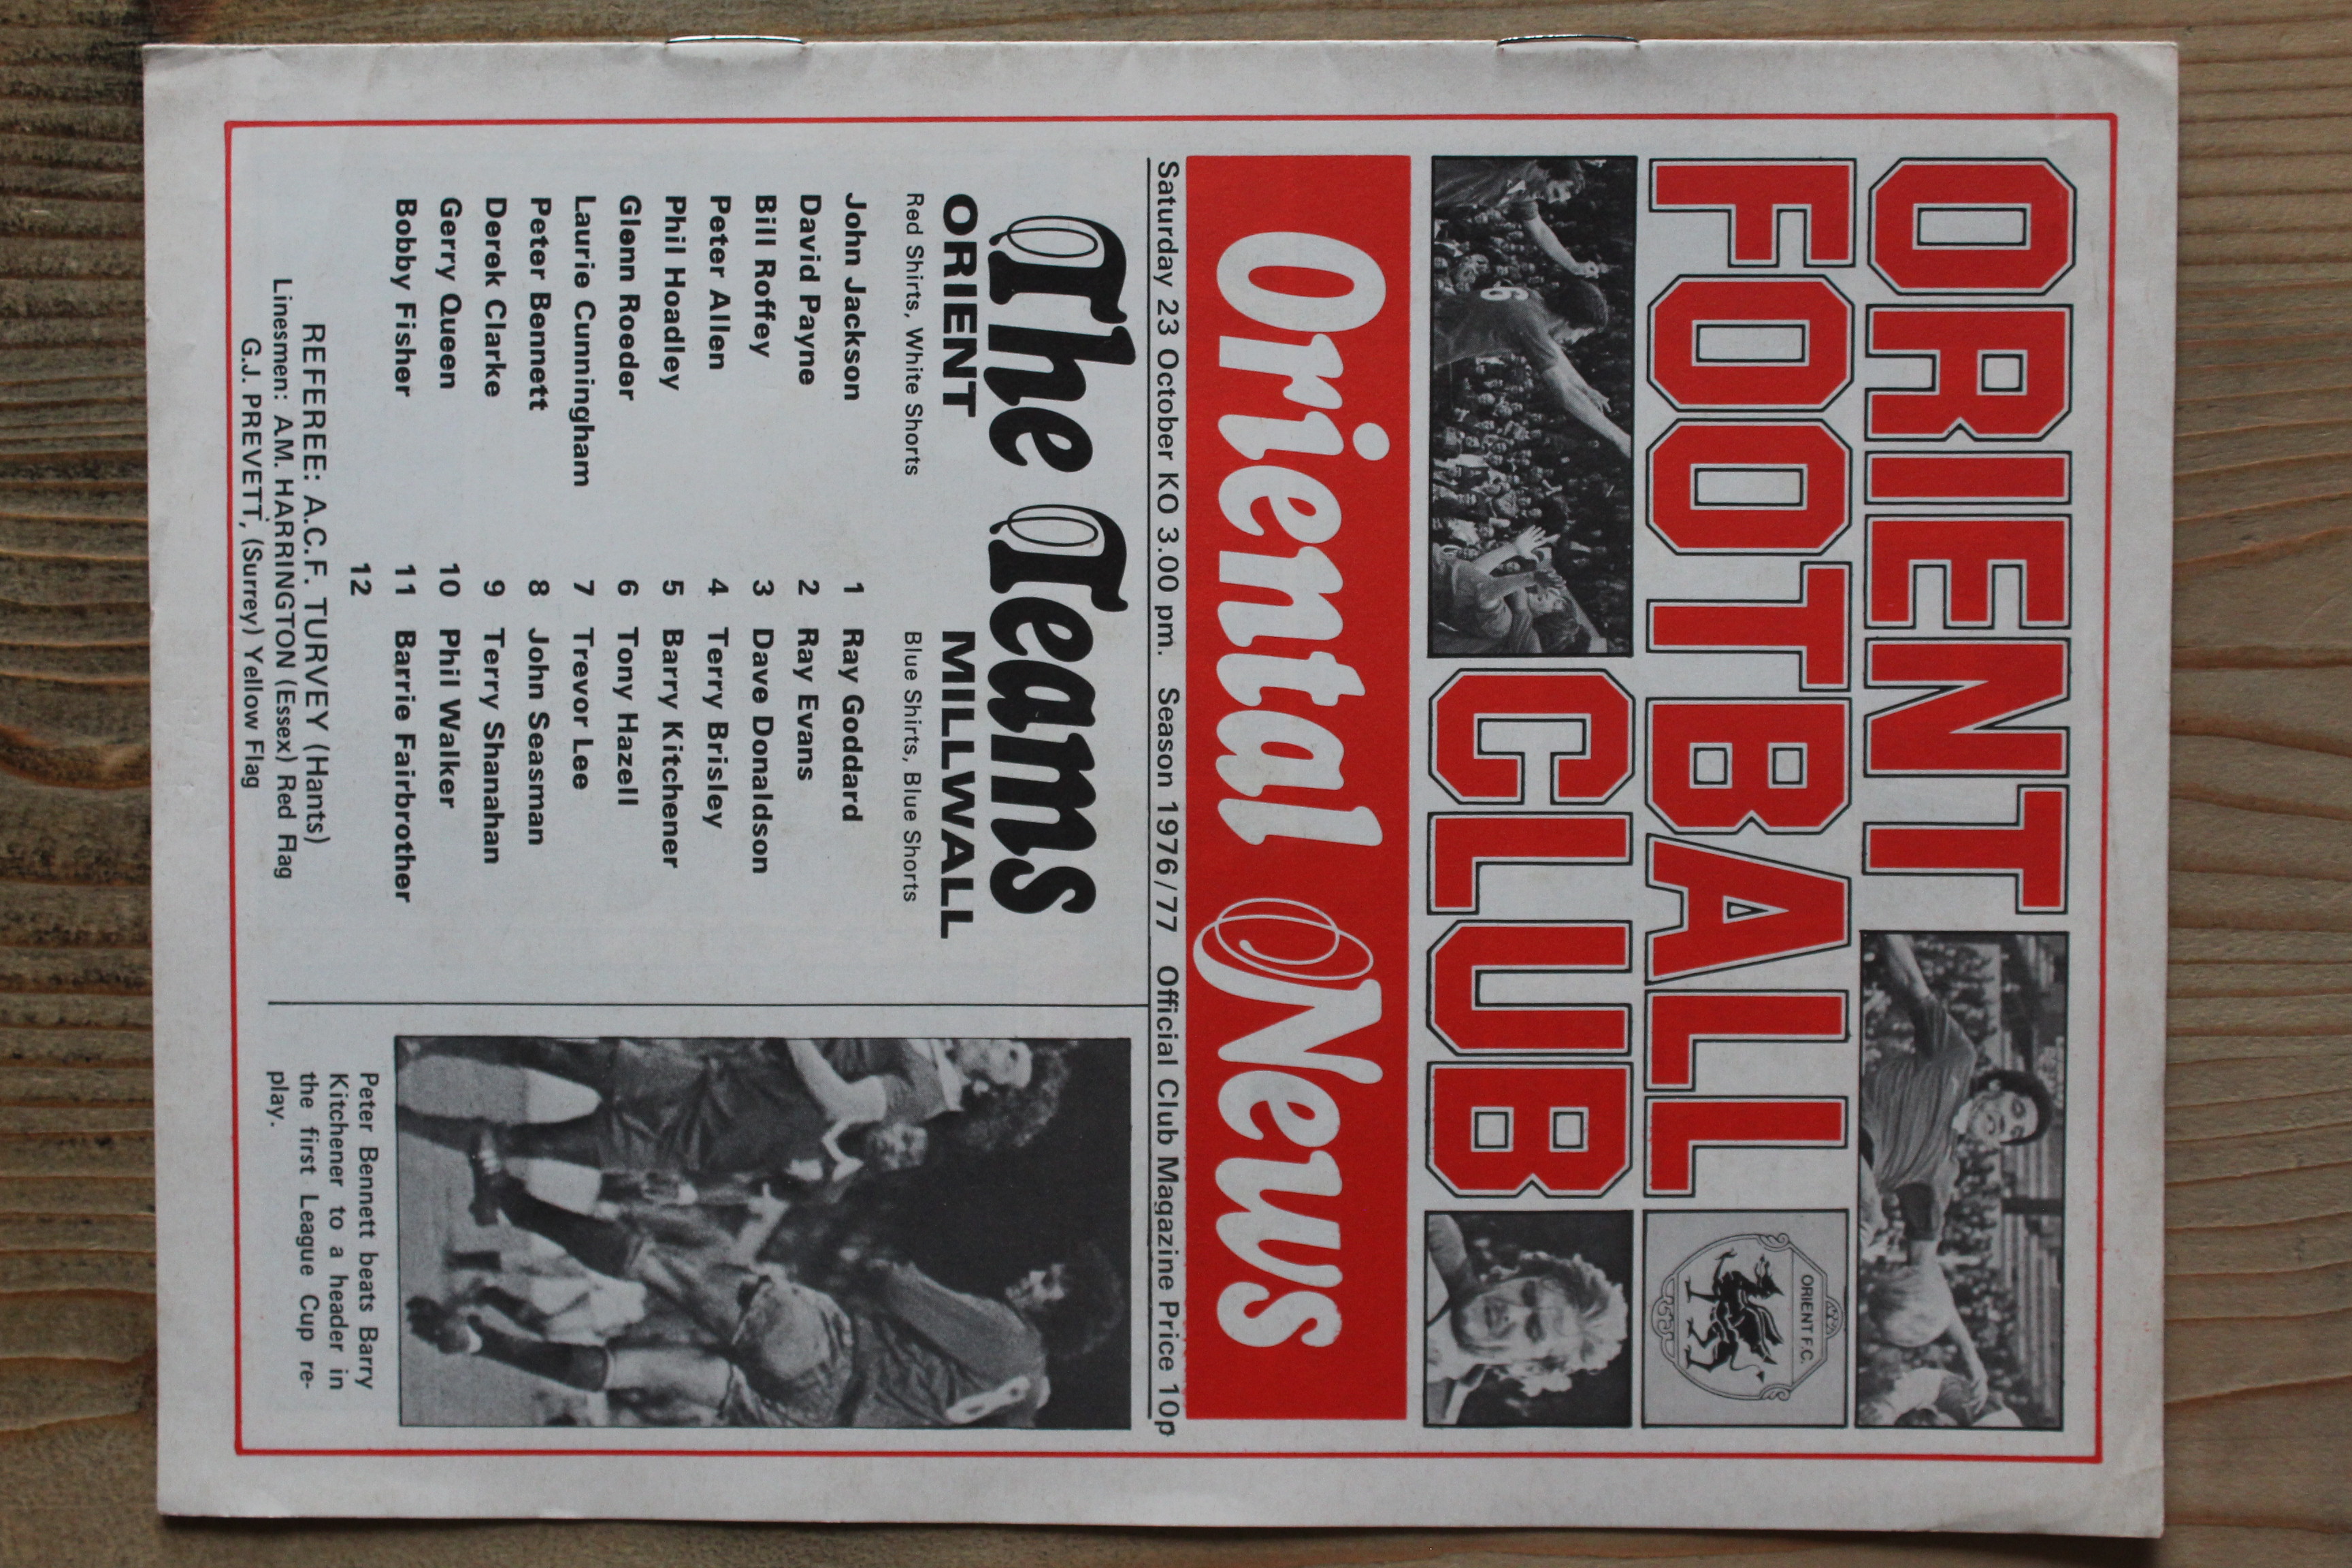 ORIENT
FOOTBALL
CLUB
ORIENT F.C.
6
Oriental News
Saturday 23 October KO 3.00 pm. Season 1976/77 Official Club Magazine Price 10p
The Teams
ORIENT MILLWALL
Red Shirts, White Shorts Blue Shirts, Blue Shorts
John Jackson 1 Ray Goddard
David Payne 2 Ray Evans
Bill Roffey 3 Dave Donaldson
Peter Allen 4 Terry Brisley
Phil Hoadley 5 Barry Kitchener
Glenn Roeder 6 Tony Hazell
Laurie Cunningham 7 Trevor Lee
Peter Bennett 8 John Seasman
Derek Clarke 9 Terry Shanahan
Gerry Queen 10 Phil Walker
Bobby Fisher 11 Barrie Fairbrother
12
REFEREE: A.C.F. TURVEY (Hants)
Linesmen: A.M. HARRINGTON (Essex) Red Flag
G.J. PREVETT, (Surrey) Yellow Flag
Peter Bennett beats Barry
Kitchener to a header in
the first League Cup re-
play.